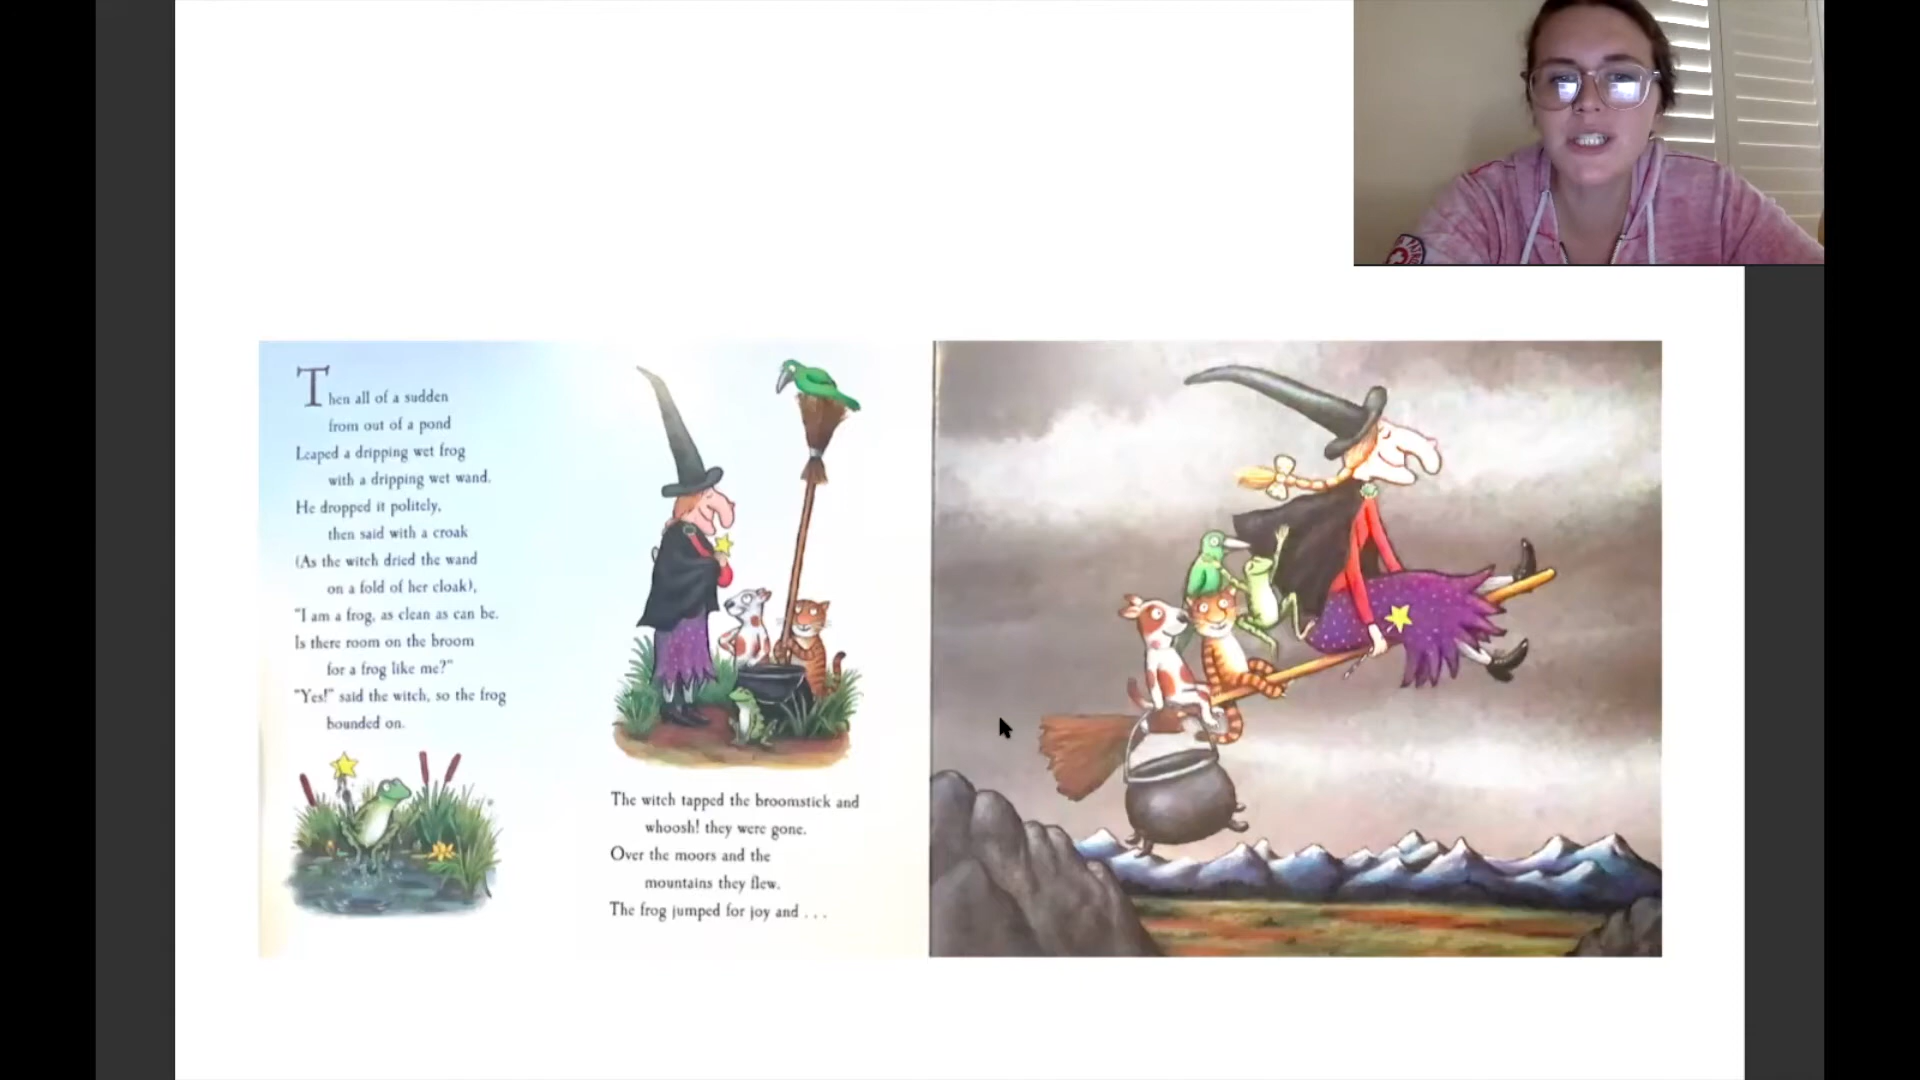 Then all of a sudden
from out of a pond
Leaped a dripping wet frog
with a dripping wet wand.
He dropped it politely,
then said with a croak
(As the witch dried the wand
on a fold of her cloak),
"I am a frog, as clean as can be.
Is there room on the broom
for a frog like me?"
"Yes!" said the witch, so the frog
bounded on.
The witch tapped the broomstick and
whoosh! they were gone.
Over the moors and the
mountains they flew.
The frog jumped for joy and . . .